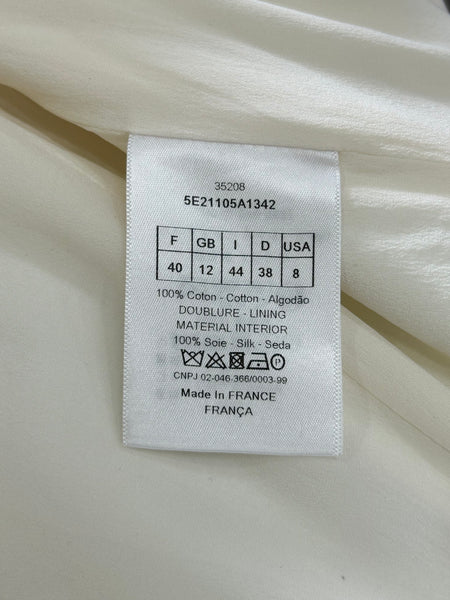 35208
5E21105A1342
F GB I D USA
40 12 44 38 8
100% Coton - Cotton - Algodão
DOUBLURE - LINING
MATERIAL INTERIOR
100% Soie - Silk - Seda
P
CNPJ 02-046-366/0003-99
Made In FRANCE
FRANÇA